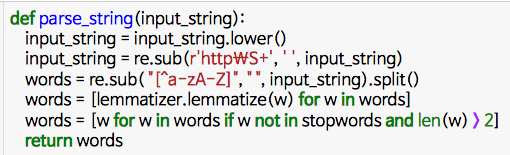 def parse_string(input_string):
input_string = input_string.lower()
input_string = re.sub(r'http₩S+', ' ', input_string)
words = re.sub( "[^a-zA-Z]", " ", input_string).split()
words = [lemmatizer.lemmatize(w) for w in words]
words = [w for w in words if w not in stopwords and len(w) > 2]
return words